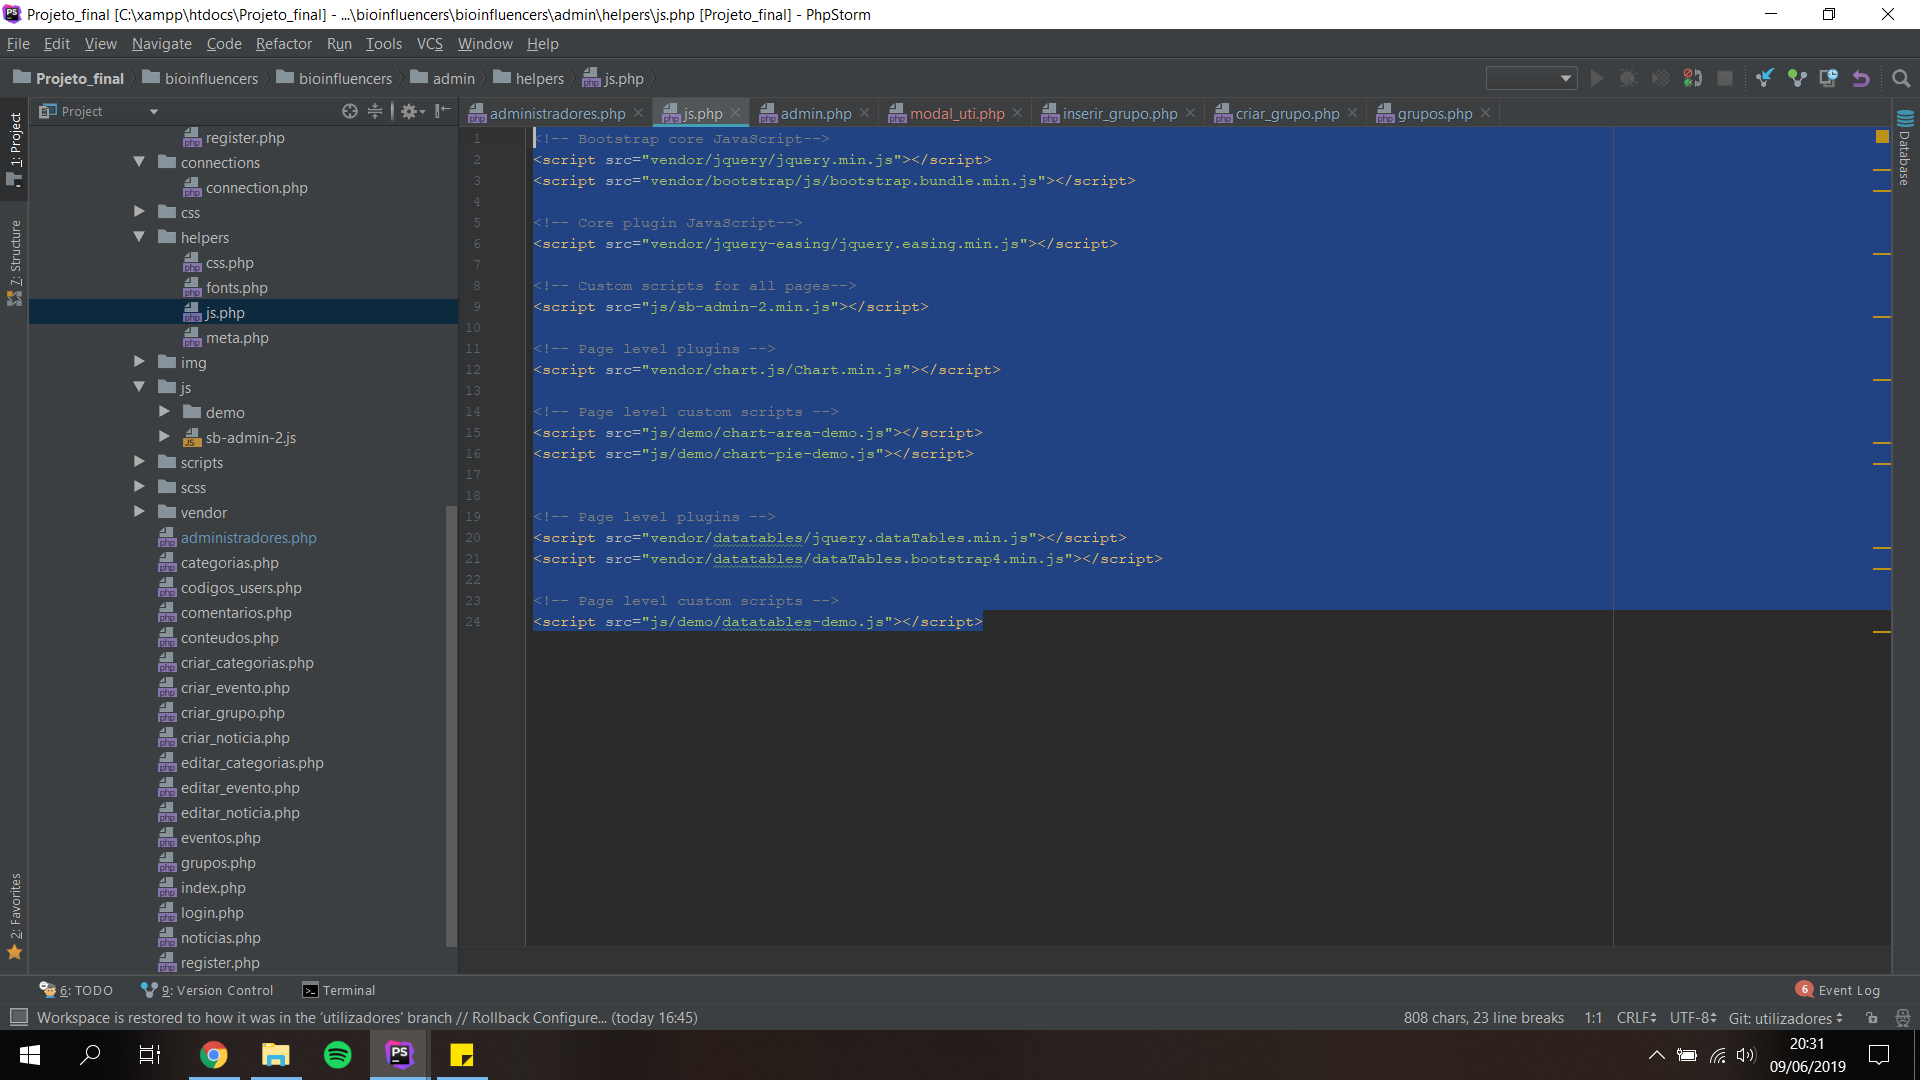 Projeto_final [C:\xampp\htdocs\Projeto_final] - ...\bioinfluencers\bioinfluencers\admin\helpers\js.php [Projeto_final] - PhpStorm
File Edit View Navigate Code Refactor Run Tools VCS Window Help
Projeto_final bioinfluencers bioinfluencers admin helpers js.php
Project
administradores.php js.php admin.php modal_uti.php inserir_grupo.php criar_grupo.php grupos.php
1: Project
7: Structure
2: Favorites
Database
register.php
connections
connection.php
css
helpers
css.php
fonts.php
js.php
meta.php
img
js
demo
sb-admin-2.js
scripts
scss
vendor
administradores.php
categorias.php
codigos_users.php
comentarios.php
conteudos.php
criar_categorias.php
criar_evento.php
criar_grupo.php
criar_noticia.php
editar_categorias.php
editar_evento.php
editar_noticia.php
eventos.php
grupos.php
index.php
login.php
noticias.php
register.php
1 <!-- Bootstrap core JavaScript-->
2 <script src="vendor/jquery/jquery.min.js"></script>
3 <script src="vendor/bootstrap/js/bootstrap.bundle.min.js"></script>
4
5 <!-- Core plugin JavaScript-->
6 <script src="vendor/jquery-easing/jquery.easing.min.js"></script>
7
8 <!-- Custom scripts for all pages-->
9 <script src="js/sb-admin-2.min.js"></script>
10
11 <!-- Page level plugins -->
12 <script src="vendor/chart.js/Chart.min.js"></script>
13
14 <!-- Page level custom scripts -->
15 <script src="js/demo/chart-area-demo.js"></script>
16 <script src="js/demo/chart-pie-demo.js"></script>
17
18
19 <!-- Page level plugins -->
20 <script src="vendor/datatables/jquery.dataTables.min.js"></script>
21 <script src="vendor/datatables/dataTables.bootstrap4.min.js"></script>
22
23 <!-- Page level custom scripts -->
24 <script src="js/demo/datatables-demo.js"></script>
6: TODO 9: Version Control Terminal 6 Event Log
Workspace is restored to how it was in the 'utilizadores' branch // Rollback Configure... (today 16:45) 808 chars, 23 line breaks 1:1 CRLF UTF-8 Git: utilizadores
20:31
09/06/2019